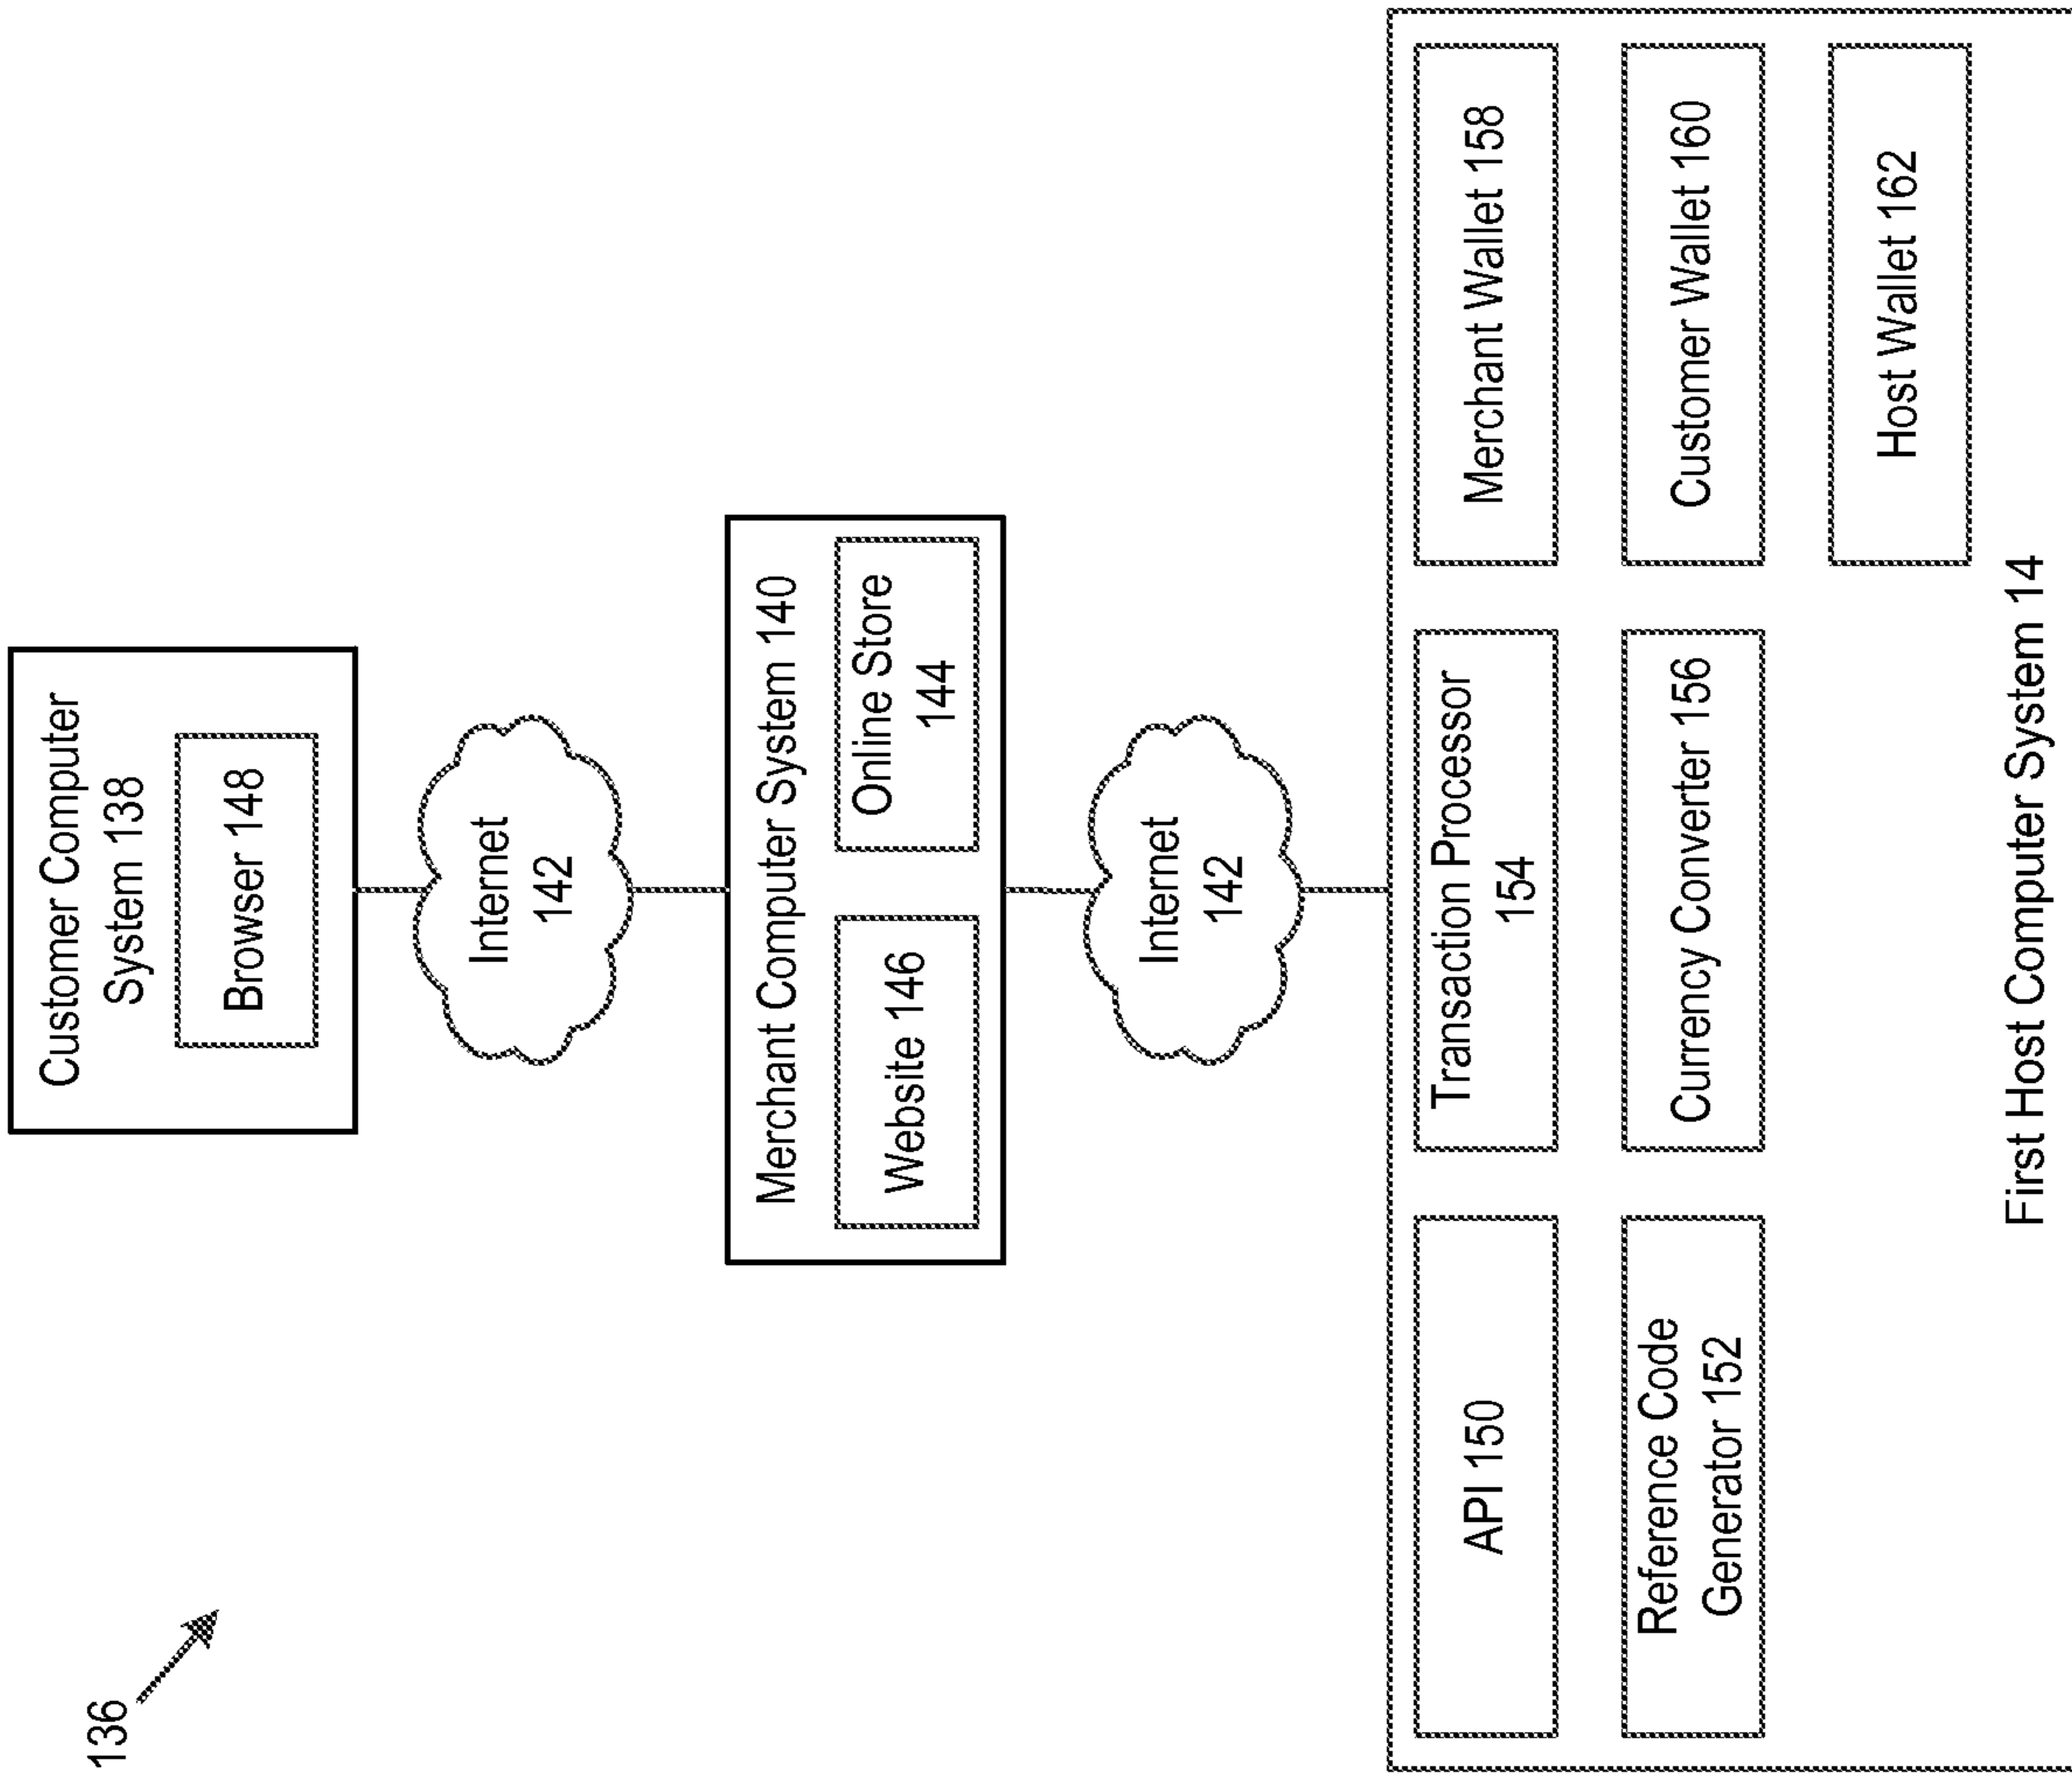 136
Customer Computer
System 138
Browser 148
Internet
142
Merchant Computer System 140
Website 146
Online Store
144
Internet
142
API 150
Transaction Processor
154
Merchant Wallet 158
Reference Code
Generator 152
Currency Converter 156
Customer Wallet 160
Host Wallet 162
First Host Computer System 14